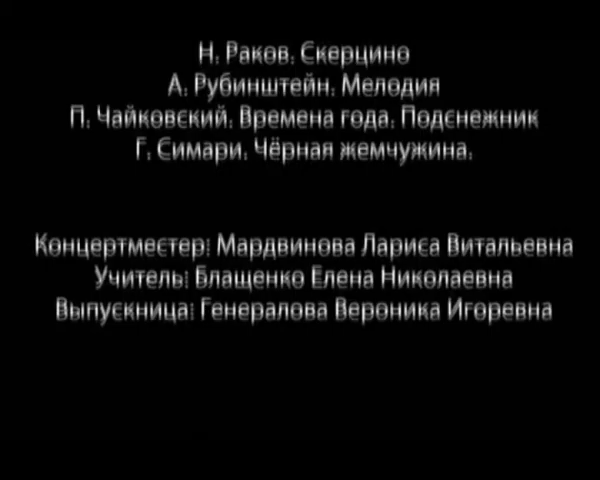 Н. Раков. Скерцино
А. Рубинштейн. Мелодия
П. Чайковский. Времена года. Подснежник
Г. Симари. Чёрная жемчужина.
Концертместер: Мардвинова Лариса Витальевна
Учитель: Блащенко Елена Николаевна
Выпускница: Генералова Вероника Игоревна